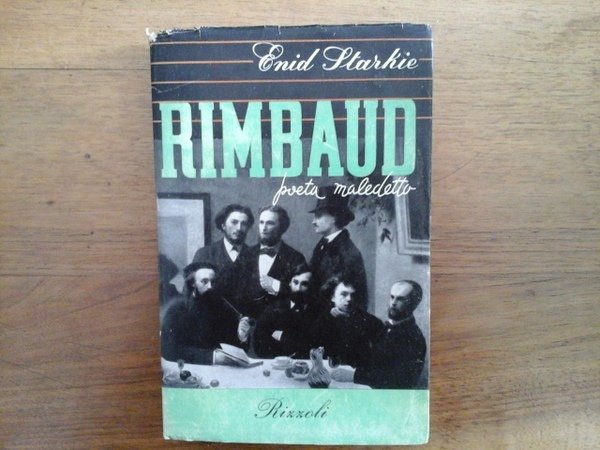 Enid Starkie
RIMBAUD
poeta maledetto
Rizzoli